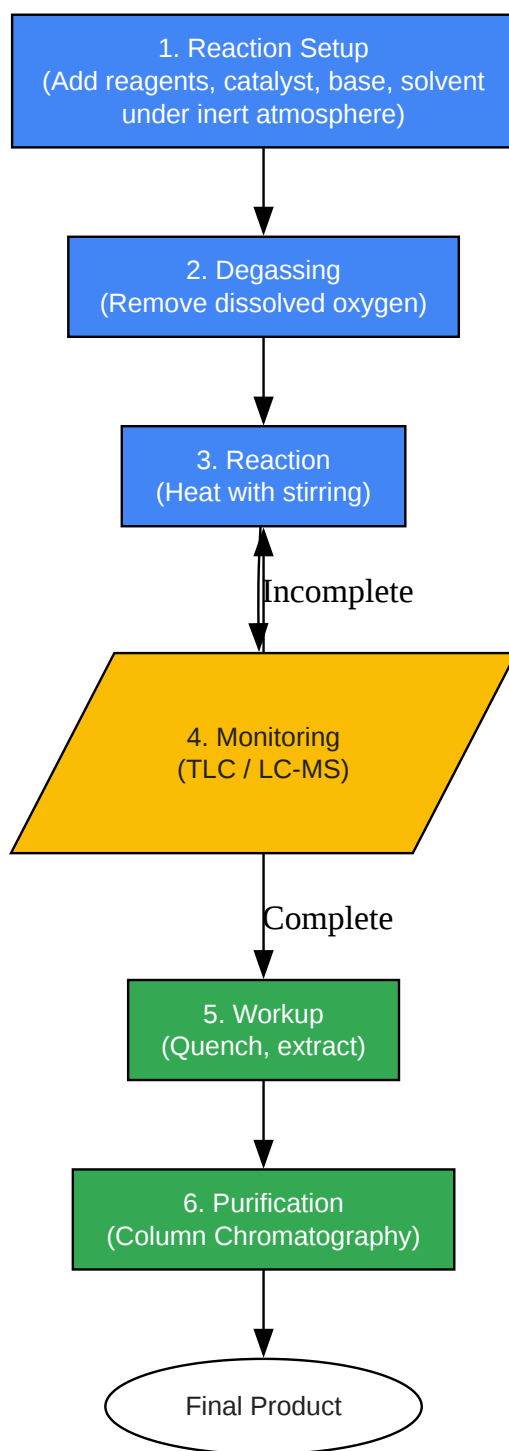 1. Reaction Setup
(Add reagents, catalyst, base, solvent
under inert atmosphere)
2. Degassing
(Remove dissolved oxygen)
3. Reaction
(Heat with stirring)
Incomplete
4. Monitoring
(TLC / LC-MS)
Complete
5. Workup
(Quench, extract)
6. Purification
(Column Chromatography)
Final Product